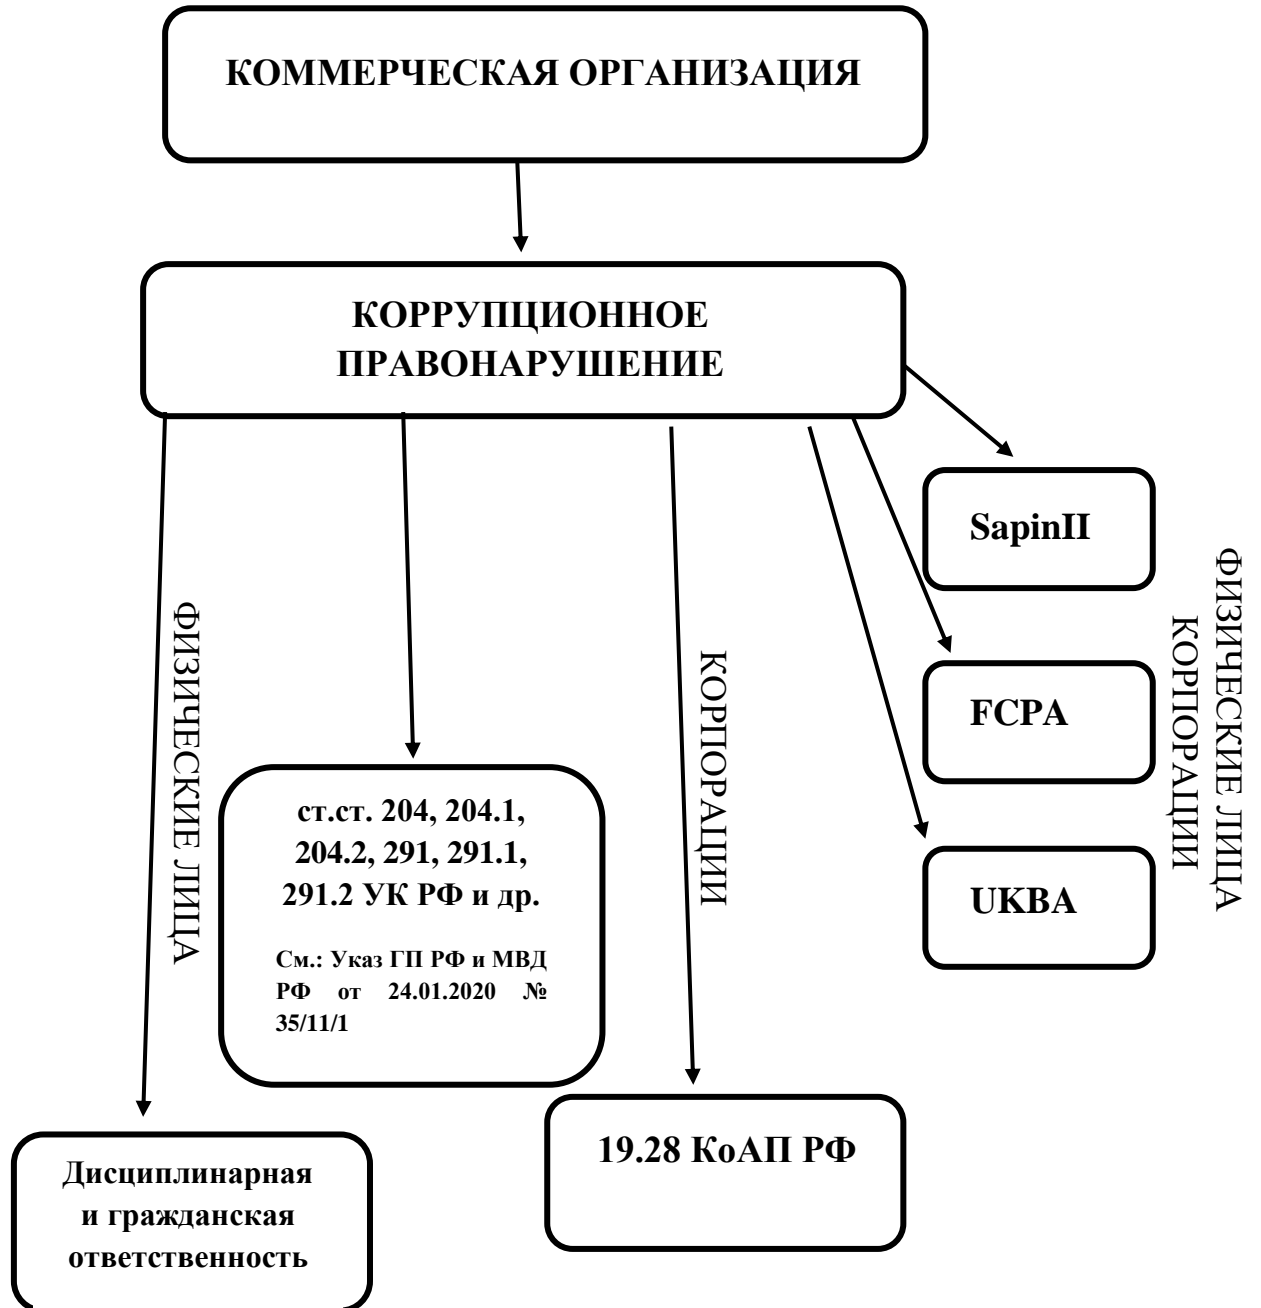 КОММЕРЧЕСКАЯ ОРГАНИЗАЦИЯ
КОРРУПЦИОННОЕ
ПРАВОНАРУШЕНИЕ
SapinII
FCPA
UKBA
ФИЗИЧЕСКИЕ ЛИЦА
КОРПОРАЦИИ
ФИЗИЧЕСКИЕ ЛИЦА
КОРПОРАЦИИ
ст.ст. 204, 204.1,
204.2, 291, 291.1,
291.2 УК РФ и др.
См.: Указ ГП РФ и МВД
РФ от 24.01.2020 №
35/11/1
19.28 КоАП РФ
Дисциплинарная
и гражданская
ответственность